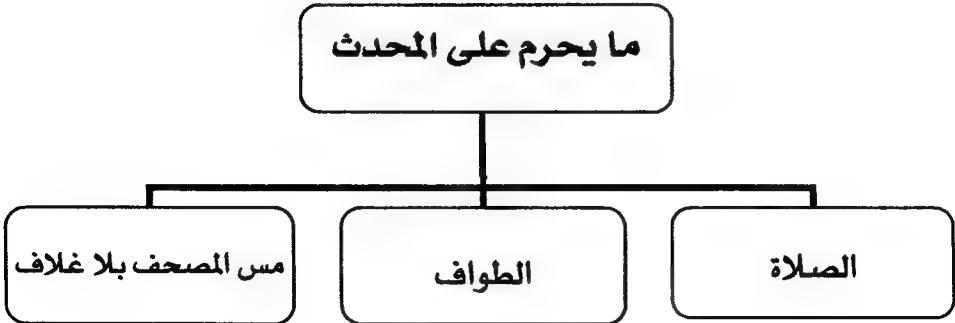 ما يحرم على المحدث
الصلاة
الطواف
مس المصحف بلا غلاف